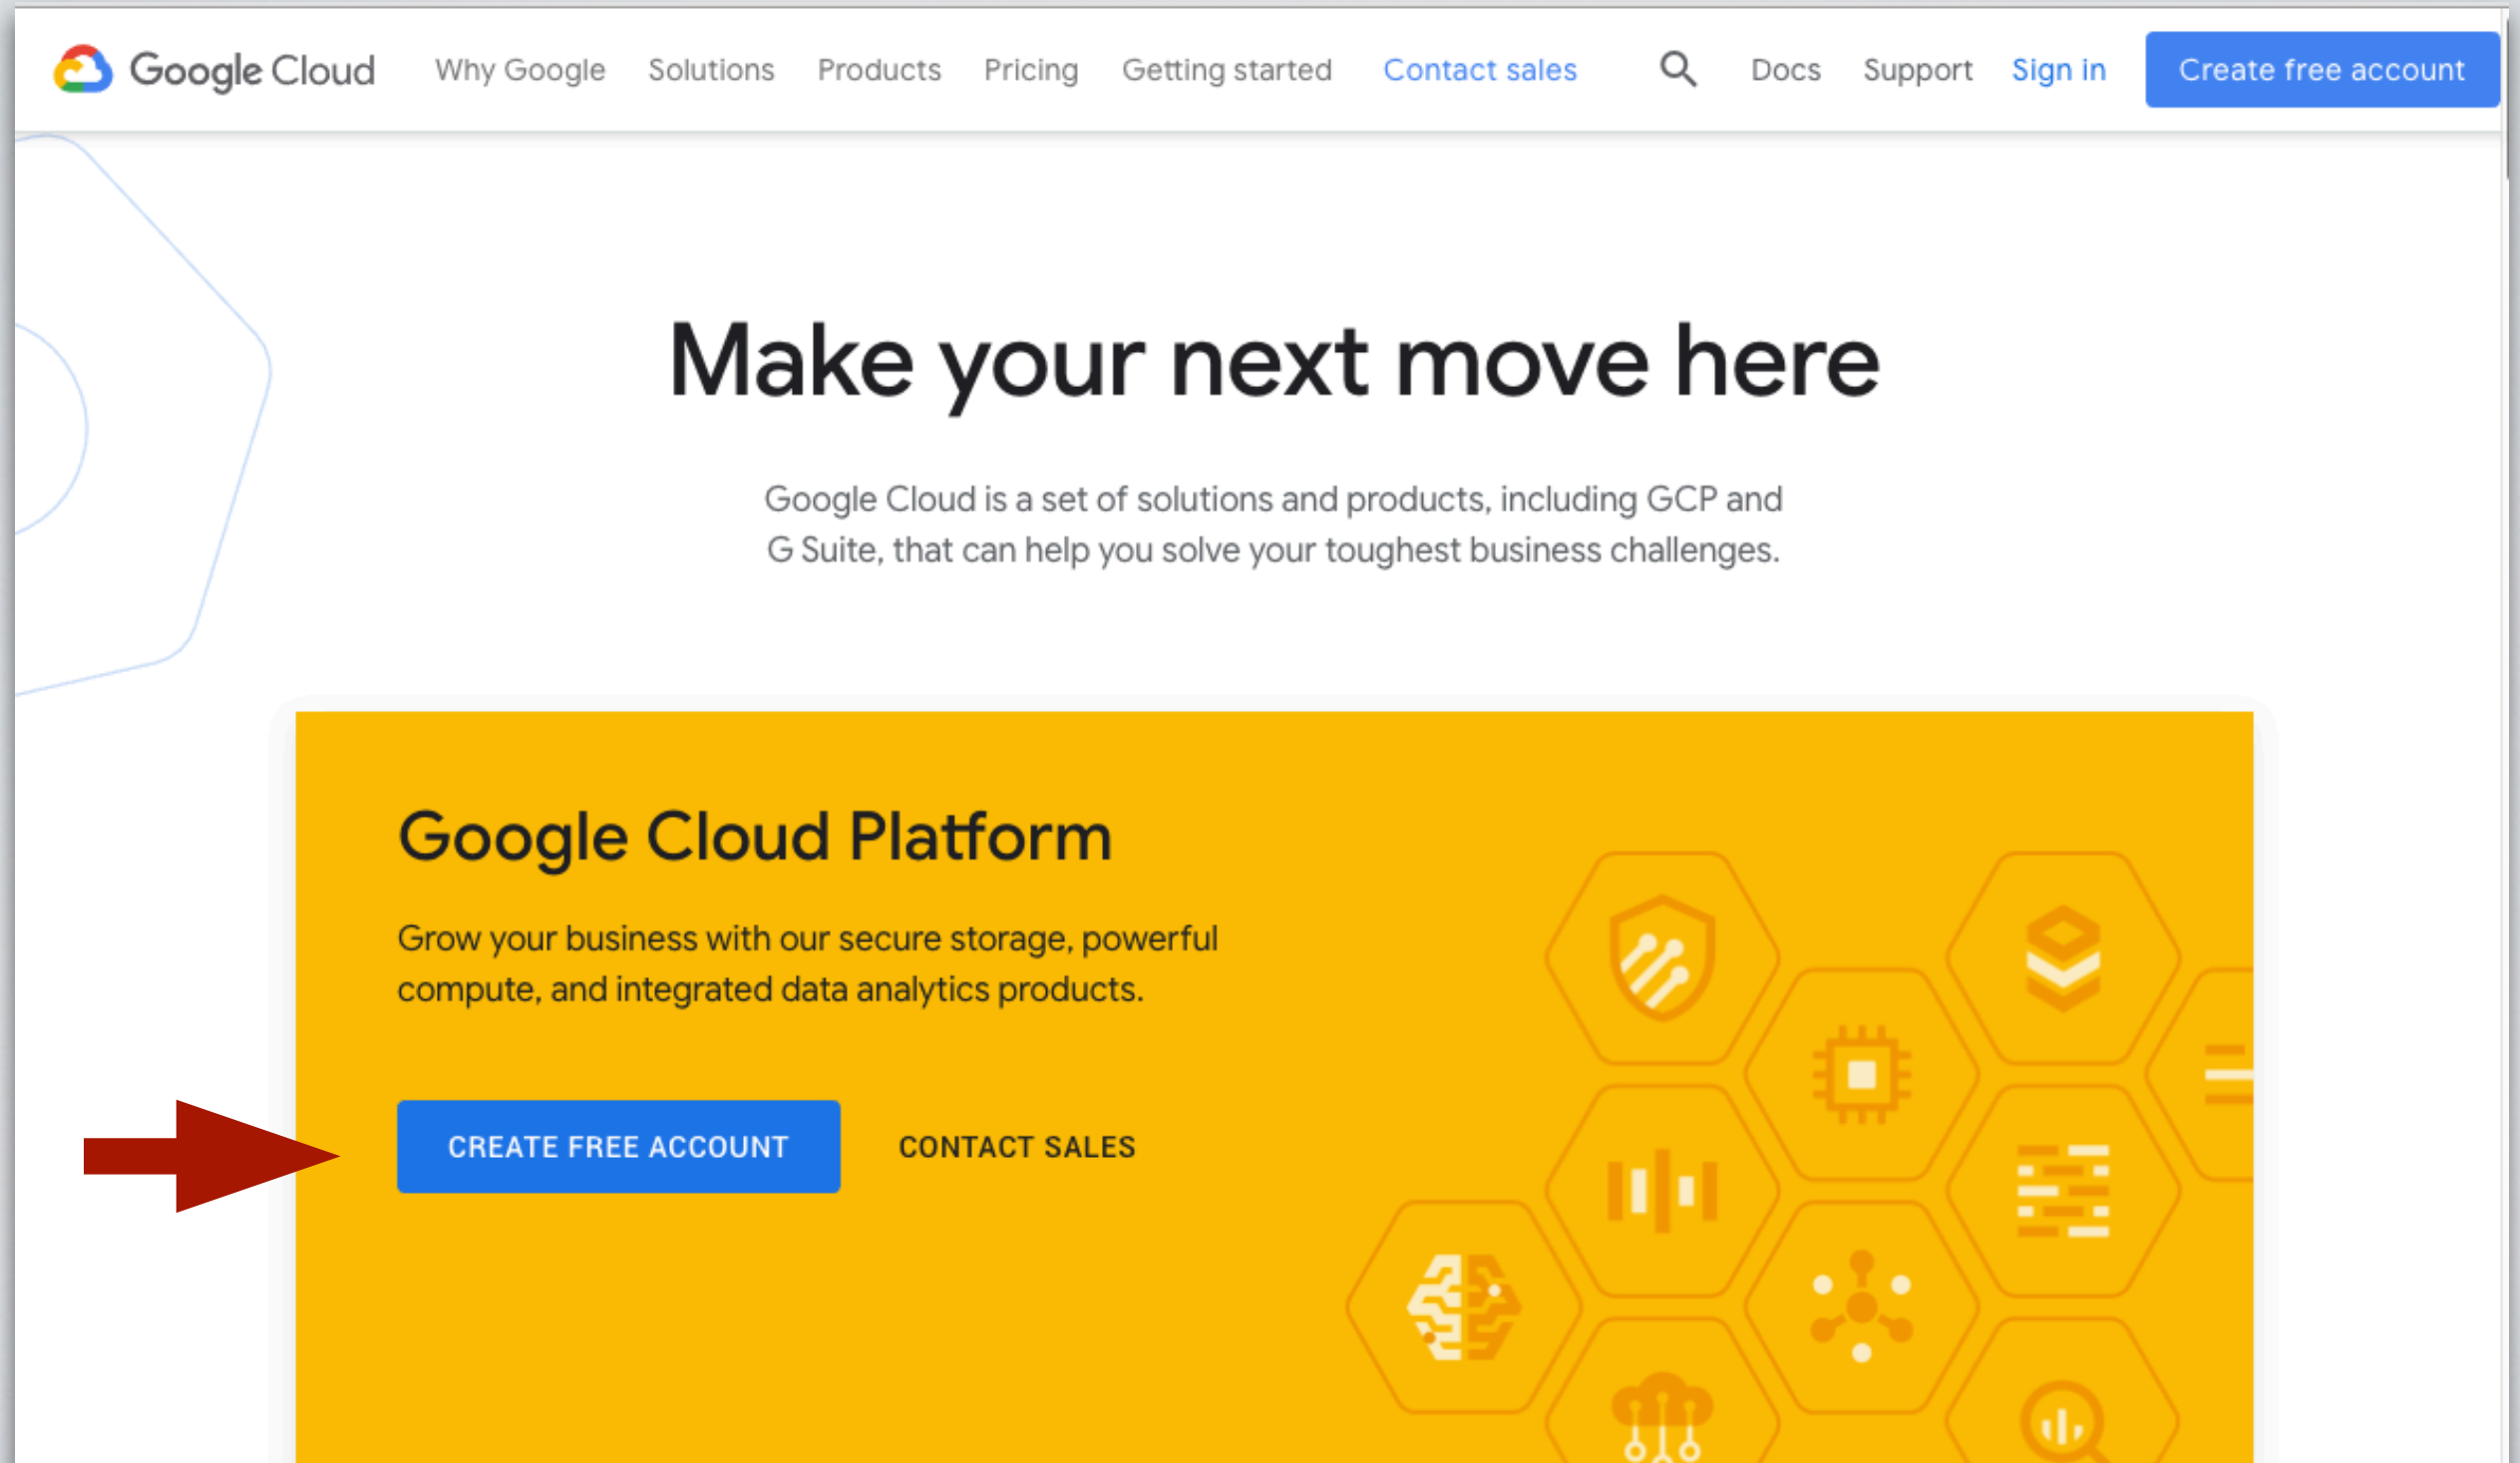 Google Cloud Why Google Solutions Products Pricing Getting started Contact sales Docs Support Sign in Create free account
Make your next move here
Google Cloud is a set of solutions and products, including GCP and
G Suite, that can help you solve your toughest business challenges.
Google Cloud Platform
Grow your business with our secure storage, powerful
compute, and integrated data analytics products.
CREATE FREE ACCOUNT CONTACT SALES